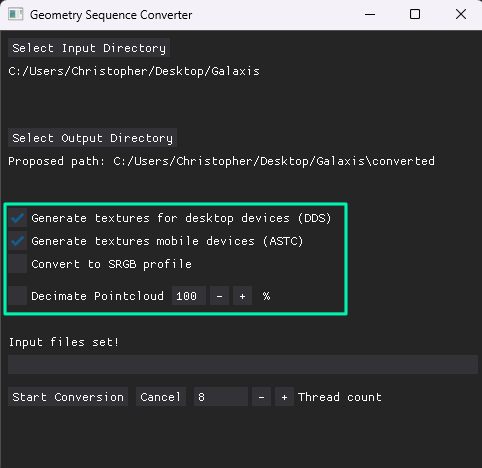 Geometry Sequence Converter
Select Input Directory
C:/Users/Christopher/Desktop/Galaxis
Select Output Directory
Proposed path: C:/Users/Christopher/Desktop/Galaxis\converted
Generate textures for desktop devices (DDS)
Generate textures mobile devices (ASTC)
Convert to SRGB profile
Decimate Pointcloud 100 - + %
Input files set!
Start Conversion Cancel 8 - + Thread count